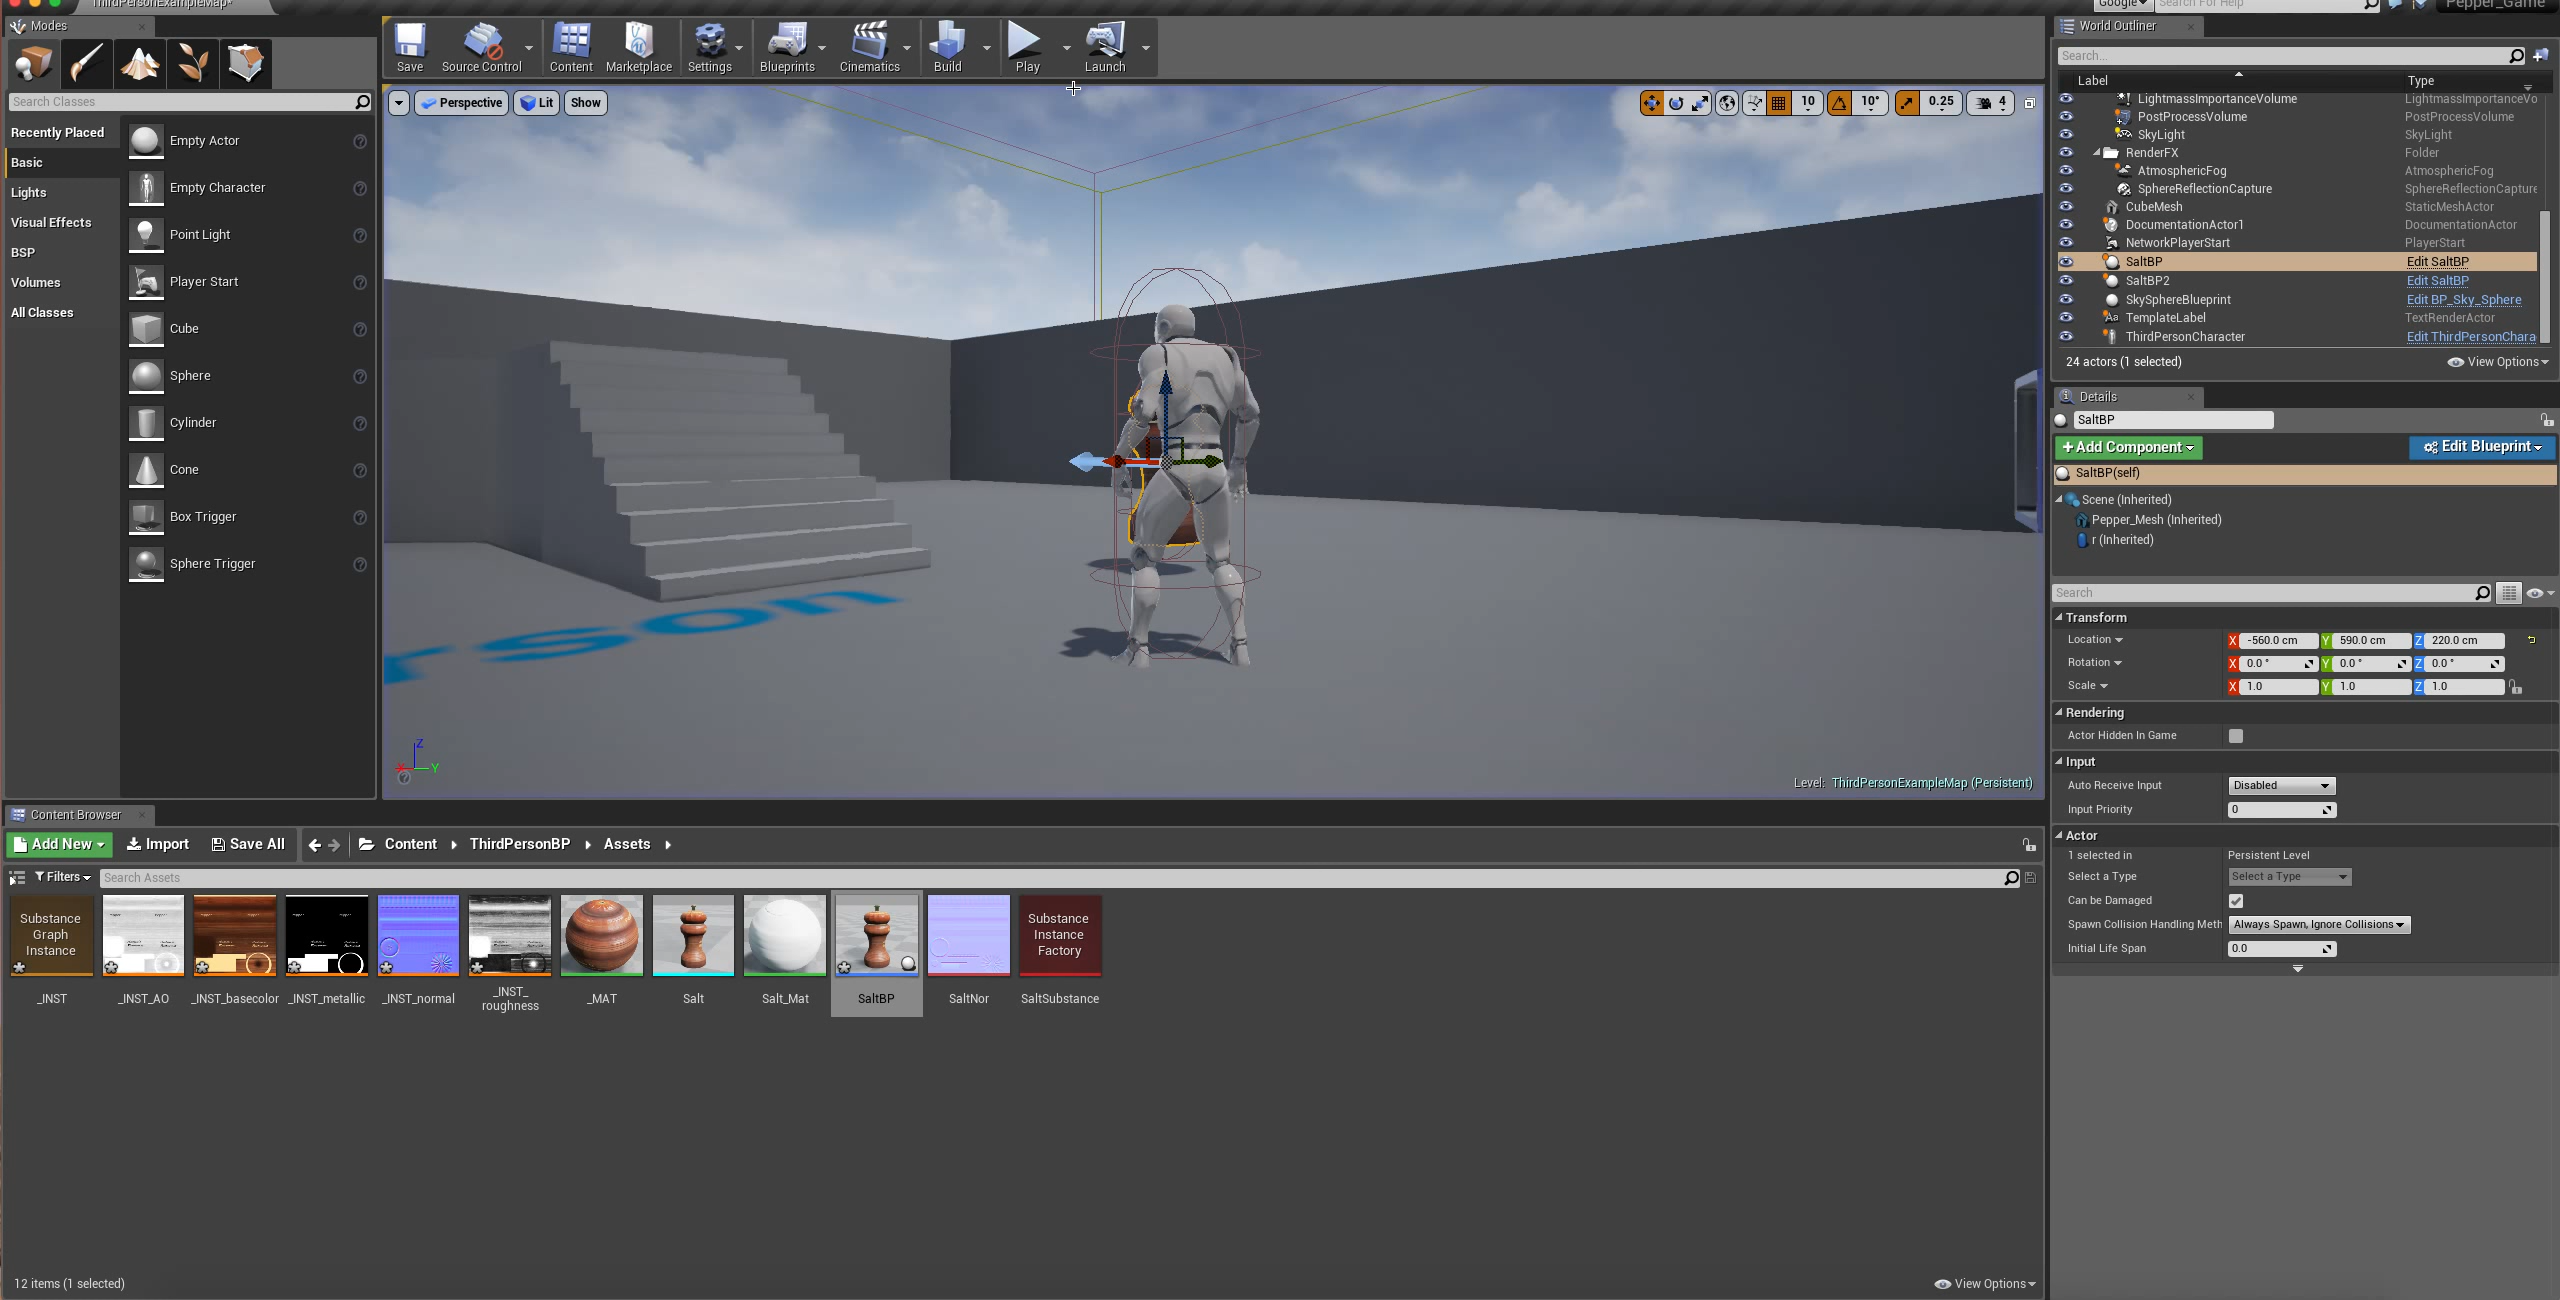 ThirdPersonExampleMap*
Google
Search For Help
Pepper_Game
Modes
Save
Source Control
Content
Marketplace
Settings
Blueprints
Cinematics
Build
Play
Launch
Search Classes
Recently Placed
Basic
Lights
Visual Effects
BSP
Volumes
All Classes
Empty Actor
Empty Character
Point Light
Player Start
Cube
Sphere
Cylinder
Cone
Box Trigger
Sphere Trigger
Perspective
Lit
Show
10
10°
0.25
4
rson
Z
X
Y
Level: ThirdPersonExampleMap (Persistent)
World Outliner
Search...
Label Type
LightmassImportanceVolume LightmassImportanceVo
PostProcessVolume PostProcessVolume
SkyLight SkyLight
RenderFX Folder
AtmosphericFog AtmosphericFog
SphereReflectionCapture SphereReflectionCapture
CubeMesh StaticMeshActor
DocumentationActor1 DocumentationActor
NetworkPlayerStart PlayerStart
SaltBP Edit SaltBP
SaltBP2 Edit SaltBP
SkySphereBlueprint Edit BP_Sky_Sphere
TemplateLabel TextRenderActor
ThirdPersonCharacter Edit ThirdPersonChara
24 actors (1 selected)
View Options
Details
SaltBP
+Add Component
Edit Blueprint
SaltBP(self)
Scene (Inherited)
Pepper_Mesh (Inherited)
r (Inherited)
Search
Transform
Location X -560.0 cm Y 590.0 cm Z 220.0 cm
Rotation X 0.0 ° Y 0.0 ° Z 0.0 °
Scale X 1.0 Y 1.0 Z 1.0
Rendering
Actor Hidden In Game
Input
Auto Receive Input Disabled
Input Priority 0
Actor
1 selected in Persistent Level
Select a Type Select a Type
Can be Damaged
Spawn Collision Handling Meth Always Spawn, Ignore Collisions
Initial Life Span 0.0
Content Browser
Add New
Import
Save All
Content
ThirdPersonBP
Assets
Filters
Search Assets
Substance
Graph
Instance
Substance
Instance
Factory
_INST
_INST_AO
_INST_basecolor
_INST_metallic
_INST_normal
_INST_
roughness
_MAT
Salt
Salt_Mat
SaltBP
SaltNor
SaltSubstance
12 items (1 selected)
View Options